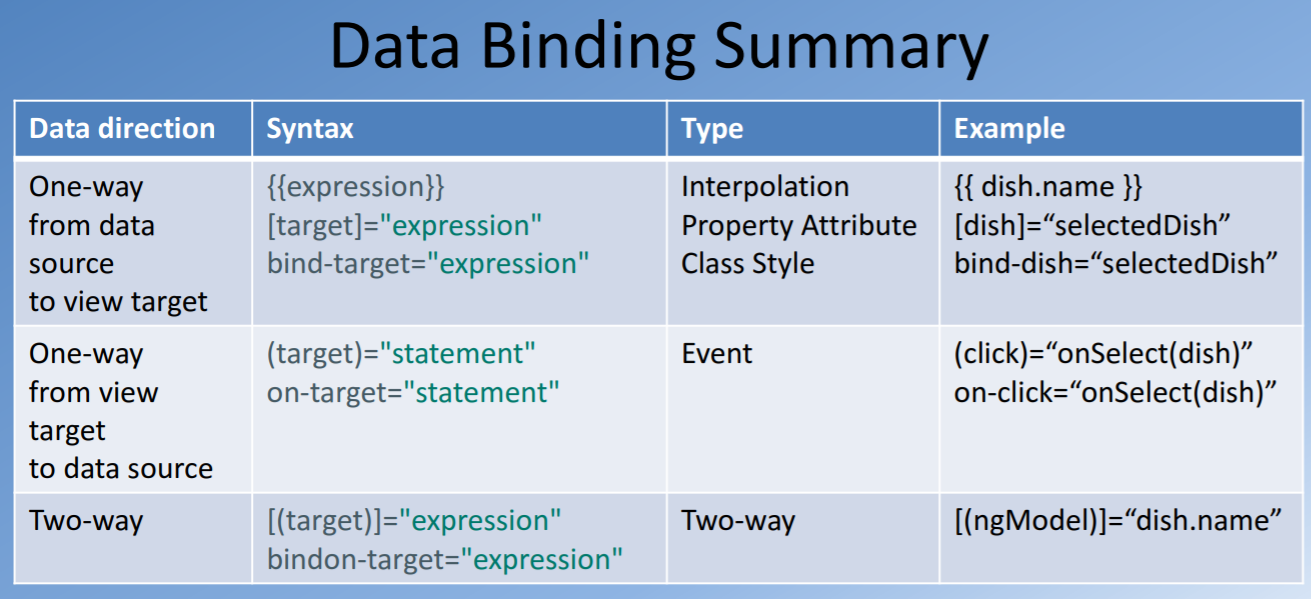 Data Binding Summary
Data direction Syntax Type Example
One-way
from data
source
to view target
{{expression}}
[target]="expression"
bind-target="expression"
Interpolation
Property Attribute
Class Style
{{ dish.name }}
[dish]=“selectedDish”
bind-dish=“selectedDish”
One-way
from view
target
to data source
(target)="statement"
on-target="statement"
Event
(click)=“onSelect(dish)”
on-click=“onSelect(dish)”
Two-way
[(target)]="expression"
bindon-target="expression"
Two-way
[(ngModel)]=“dish.name”